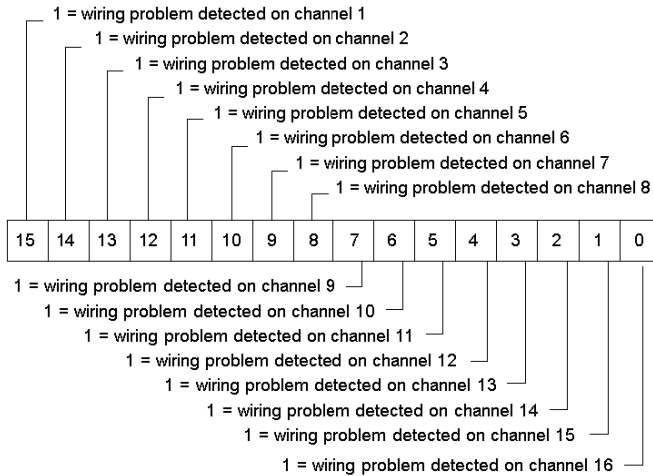 1 = wiring problem detected on channel 1
1 = wiring problem detected on channel 2
1 = wiring problem detected on channel 3
1 = wiring problem detected on channel 4
1 = wiring problem detected on channel 5
1 = wiring problem detected on channel 6
1 = wiring problem detected on channel 7
1 = wiring problem detected on channel 8
15 14 13 12 11 10 9 8 7 6 5 4 3 2 1 0
1 = wiring problem detected on channel 9
1 = wiring problem detected on channel 10
1 = wiring problem detected on channel 11
1 = wiring problem detected on channel 12
1 = wiring problem detected on channel 13
1 = wiring problem detected on channel 14
1 = wiring problem detected on channel 15
1 = wiring problem detected on channel 16